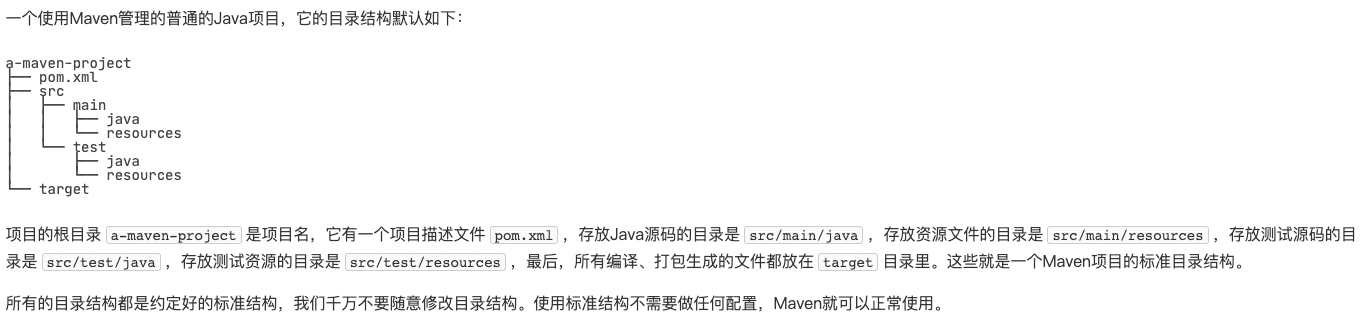 一个使用Maven管理的普通的Java项目，它的目录结构默认如下：
a-maven-project
├── pom.xml
├── src
│   ├── main
│   │   ├── java
│   │   └── resources
│   └── test
│       ├── java
│       └── resources
└── target
项目的根目录 a-maven-project 是项目名，它有一个项目描述文件 pom.xml ，存放Java源码的目录是 src/main/java ，存放资源文件的目录是 src/main/resources ，存放测试源码的目
录是 src/test/java ，存放测试资源的目录是 src/test/resources ，最后，所有编译、打包生成的文件都放在 target 目录里。这些就是一个Maven项目的标准目录结构。
所有的目录结构都是约定好的标准结构，我们千万不要随意修改目录结构。使用标准结构不需要做任何配置，Maven就可以正常使用。